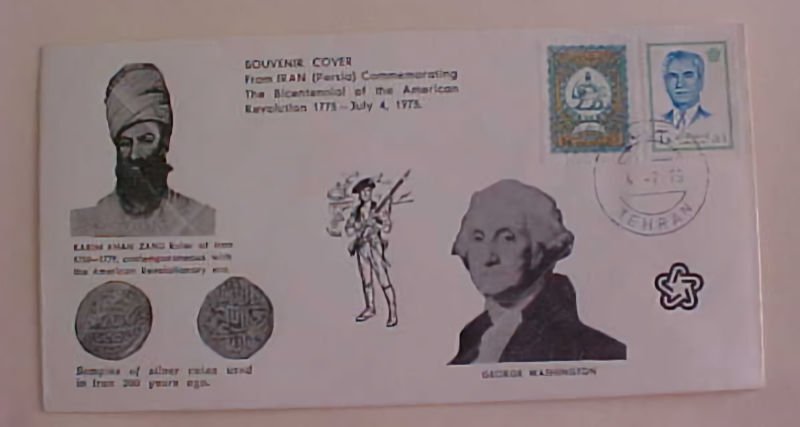 SOUVENIR COVER
From IRAN (Persia) Commemorating
The Bicentennial of the American
Revolution 1775 - July 4, 1975.
KARIM KHAN ZAND Ruler of Iran
1750-1779, contemporaneous with
the American Revolutionary era.
Samples of silver coins used
in Iran 200 years ago.
GEORGE WASHINGTON
TEHRAN